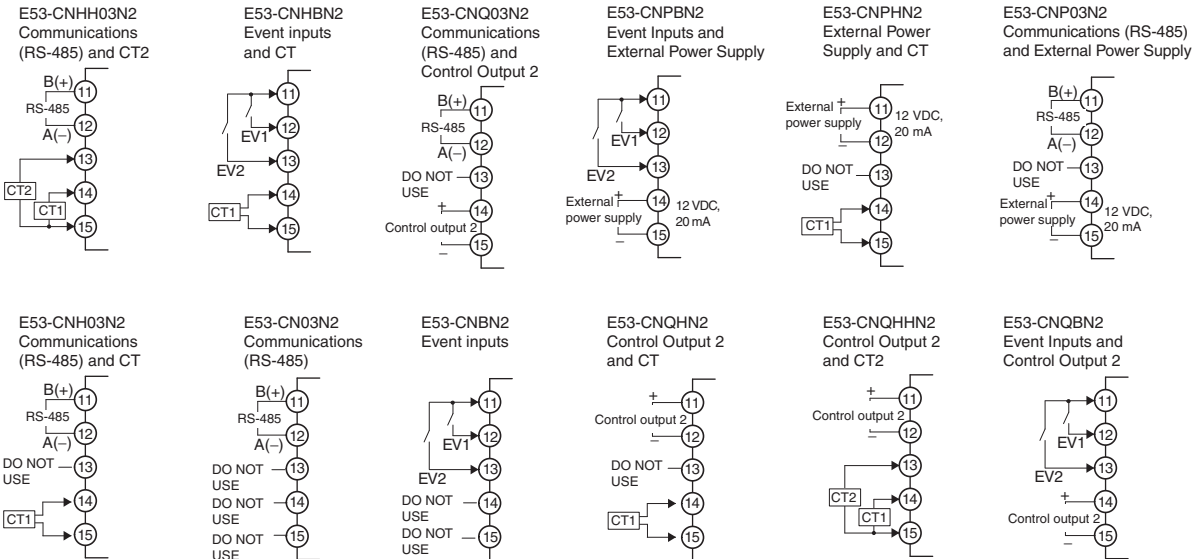 E53-CNHH03N2
Communications
(RS-485) and CT2
B(+)
11
RS-485
12
A(−)
13
CT2
14
CT1
15
E53-CNHBN2
Event inputs
and CT
11
12
EV1
13
EV2
14
CT1
15
E53-CNQ03N2
Communications
(RS-485) and
Control Output 2
B(+)
11
RS-485
12
A(−)
DO NOT
USE
13
+
14
Control output 2
15
−
E53-CNPBN2
Event Inputs and
External Power Supply
11
12
EV1
13
EV2
External
power supply
+
14
12 VDC,
20 mA
15
−
E53-CNPHN2
External Power
Supply and CT
External
power supply
+
11
12 VDC,
20 mA
12
−
DO NOT
USE
13
14
CT1
15
E53-CNP03N2
Communications (RS-485)
and External Power Supply
B(+)
11
RS-485
12
A(−)
DO NOT
USE
13
External
power supply
+
14
12 VDC,
20 mA
15
−
E53-CNH03N2
Communications
(RS-485) and CT
B(+)
11
RS-485
12
A(−)
DO NOT
USE
13
14
CT1
15
E53-CN03N2
Communications
(RS-485)
B(+)
11
RS-485
12
A(−)
DO NOT
USE
13
DO NOT
USE
14
DO NOT
USE
15
E53-CNBN2
Event inputs
11
12
EV1
13
EV2
DO NOT
USE
14
DO NOT
USE
15
E53-CNQHN2
Control Output 2
and CT
+
11
Control output 2
12
−
DO NOT
USE
13
14
CT1
15
E53-CNQHHN2
Control Output 2
and CT2
+
11
Control output 2
12
−
13
CT2
14
CT1
15
E53-CNQBN2
Event Inputs and
Control Output 2
11
12
EV1
13
EV2
+
14
Control output 2
15
−